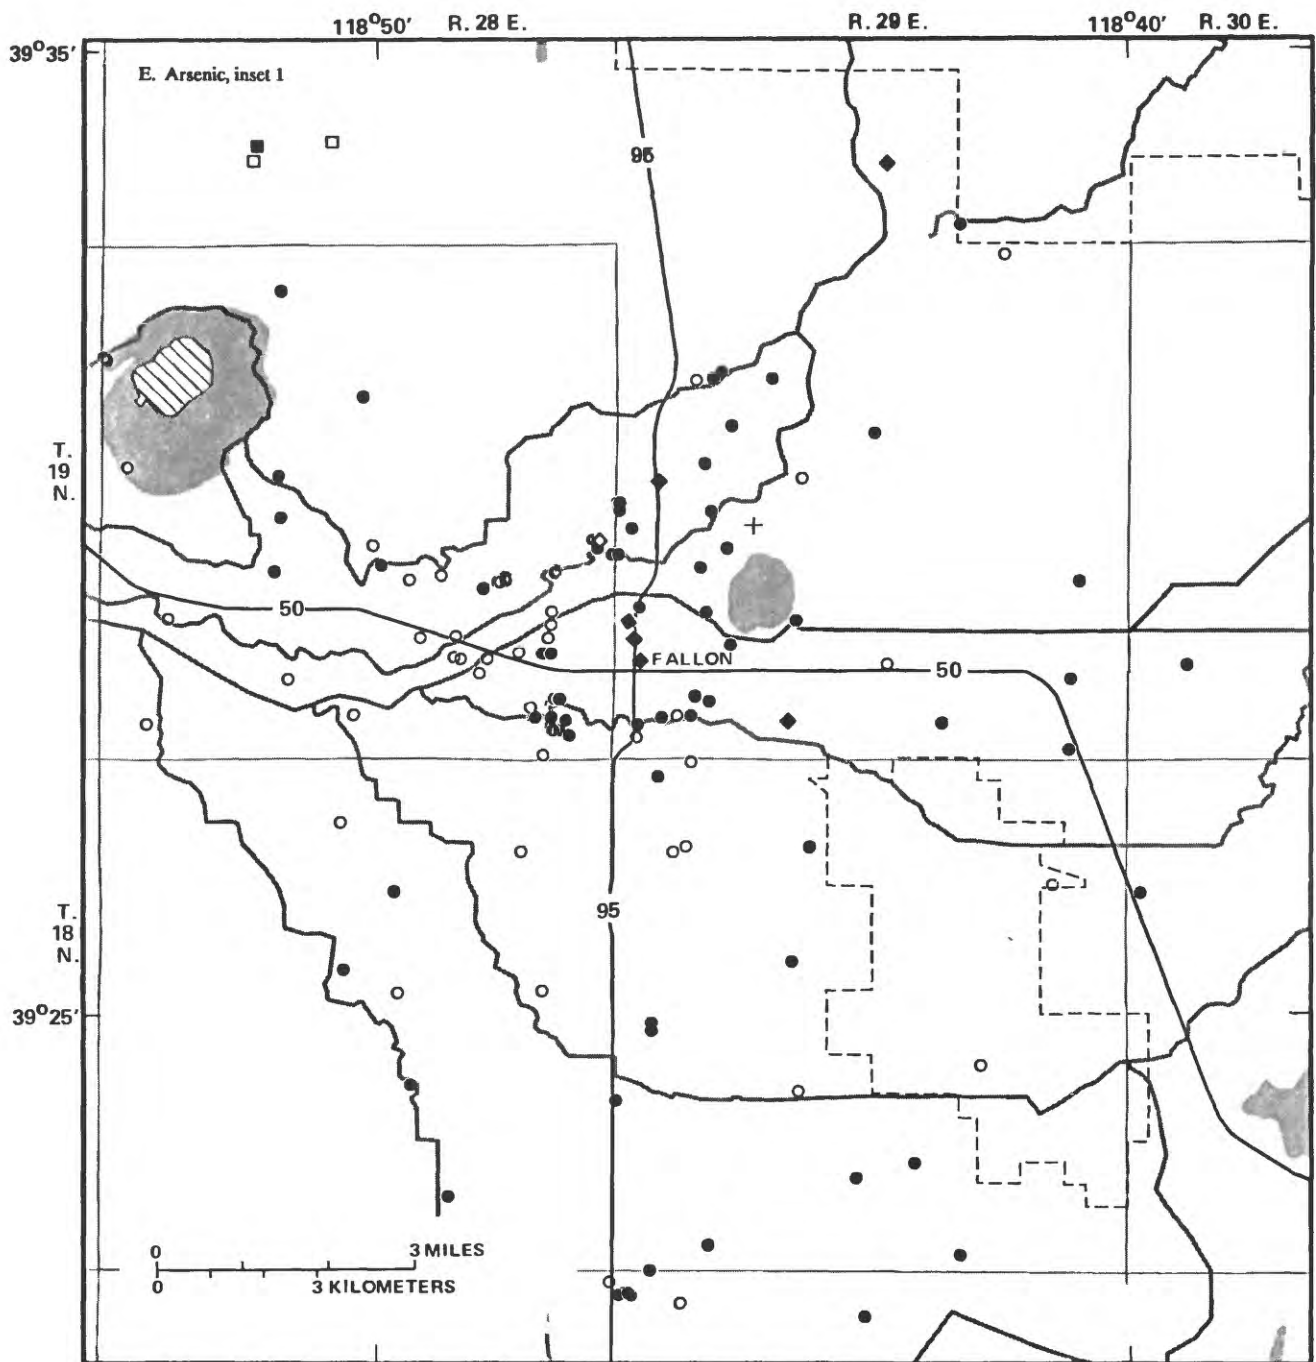 118°50' R. 28 E. R. 29 E. 118°40' R. 30 E.
39°35'
E. Arsenic, inset 1
95
T.
19
N.
50
FALLON
50
95
T.
18
N.
39°25'
0 3 MILES
0 3 KILOMETERS